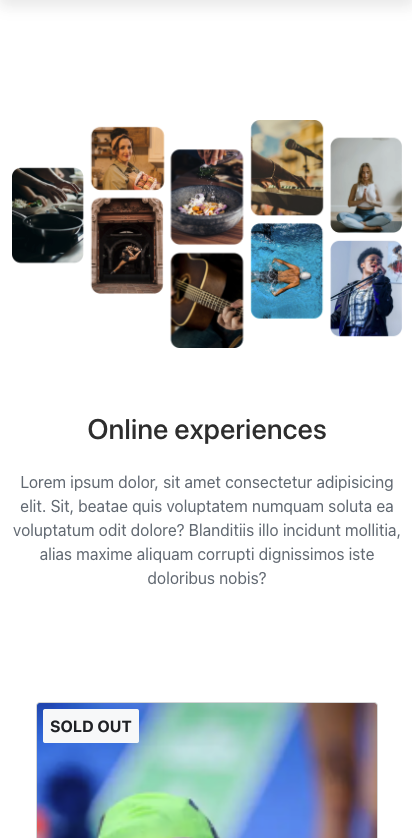 Online experiences
Lorem ipsum dolor, sit amet consectetur adipisicing
elit. Sit, beatae quis voluptatem numquam soluta ea
voluptatum odit dolore? Blanditiis illo incidunt mollitia,
alias maxime aliquam corrupti dignissimos iste
doloribus nobis?
SOLD OUT